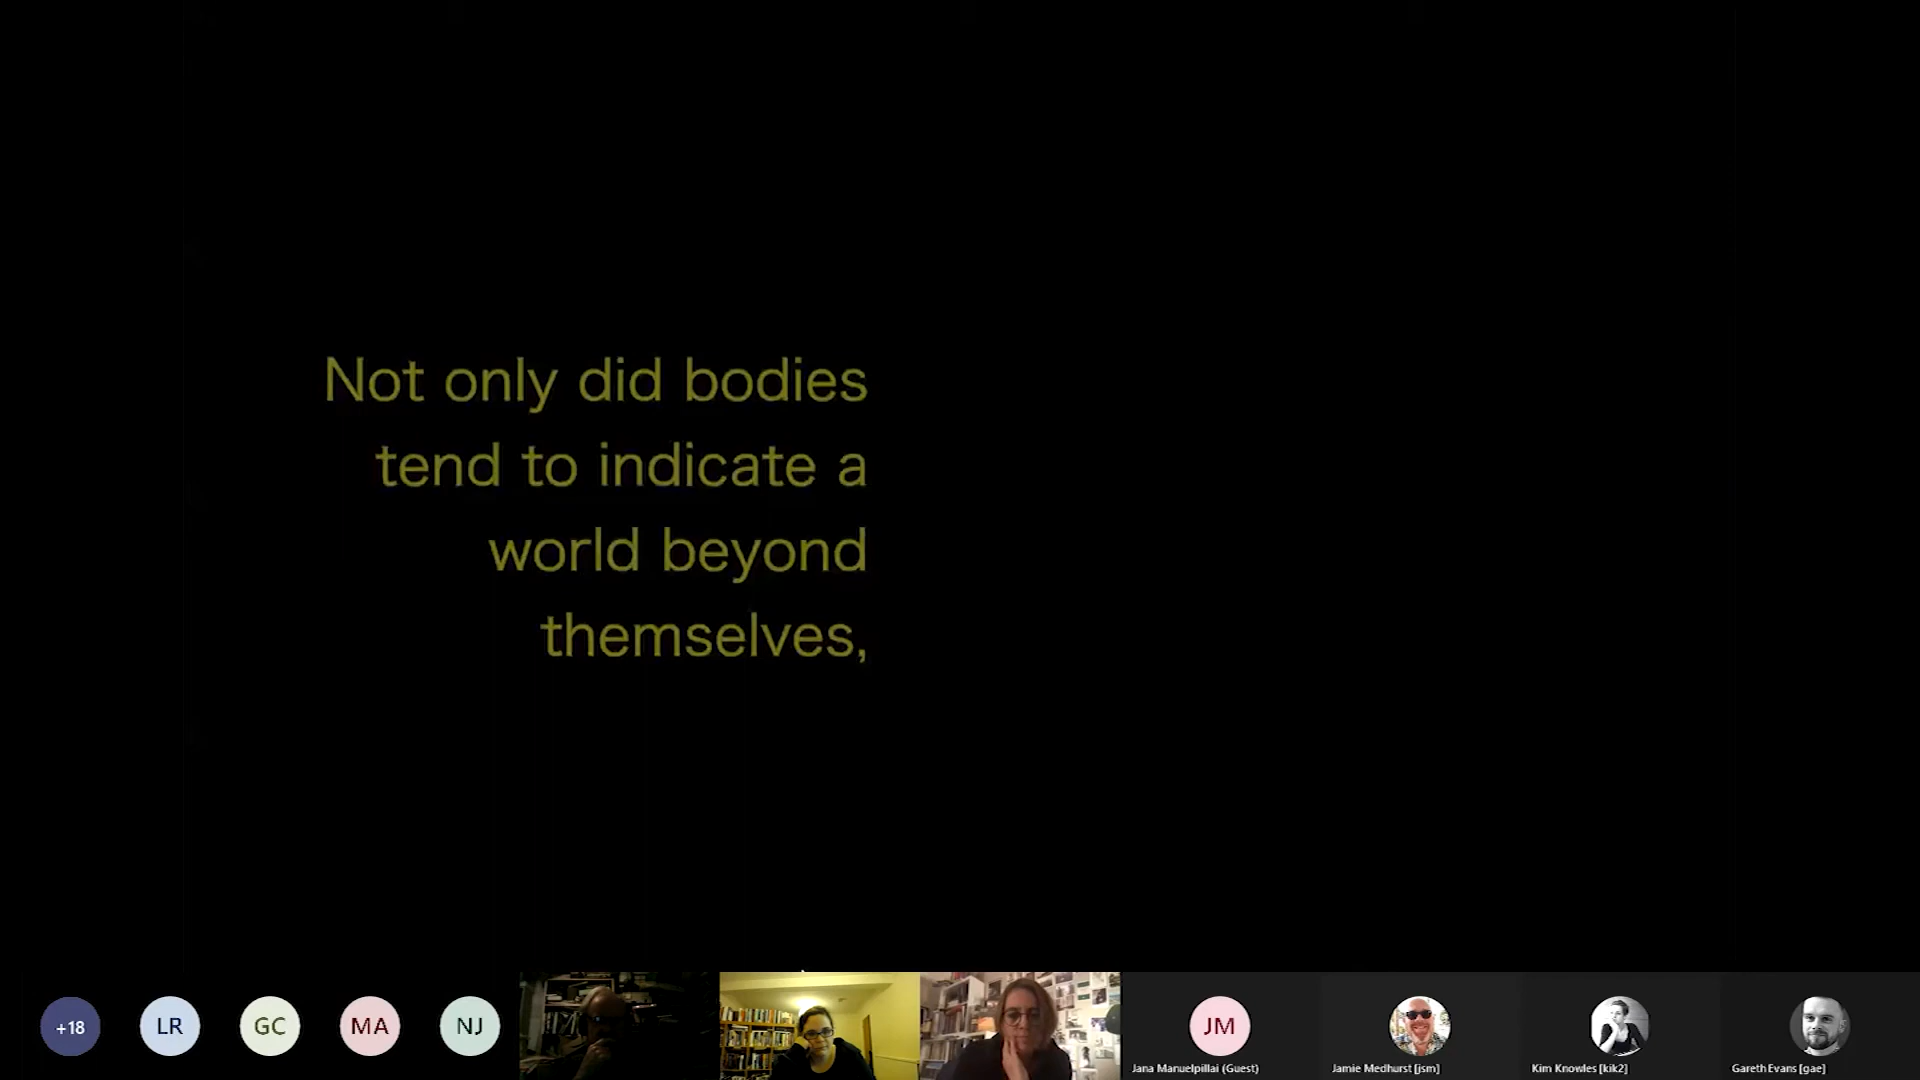 Not only did bodies
tend to indicate a
world beyond
themselves,
+18
LR
GC
MA
NJ
JM
Jana Manuelpillai (Guest)
Jamie Medhurst [jsm]
Kim Knowles [kik2]
Gareth Evans [gae]